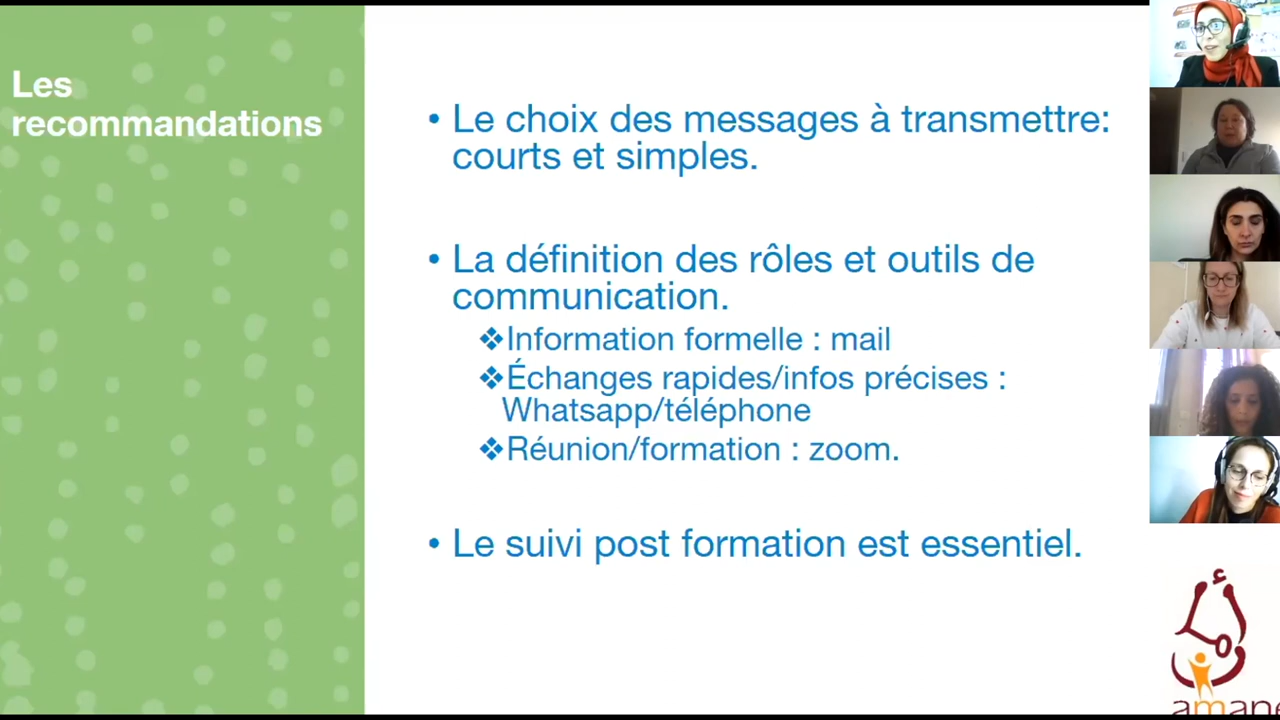 Les
recommandations
• Le choix des messages à transmettre:
courts et simples.
• La définition des rôles et outils de
communication.
❖Information formelle : mail
❖Échanges rapides/infos précises :
Whatsapp/téléphone
❖Réunion/formation : zoom.
• Le suivi post formation est essentiel.